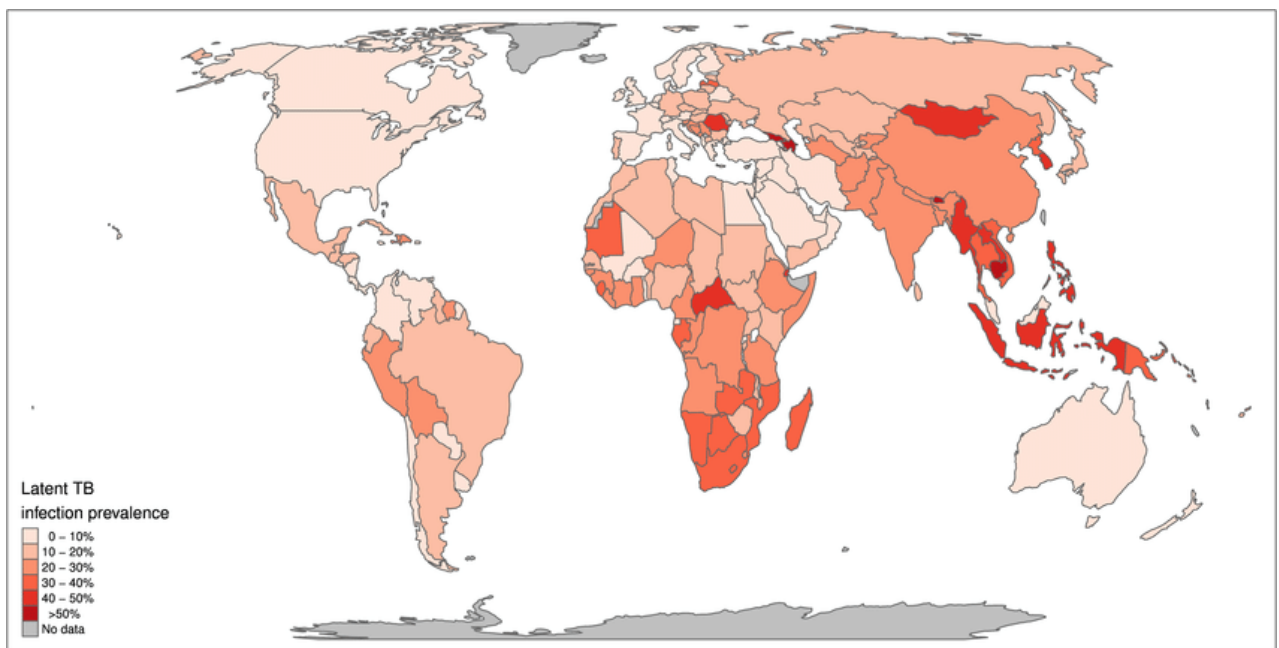 Latent TB
infection prevalence
0 – 10%
10 – 20%
20 – 30%
30 – 40%
40 – 50%
>50%
No data